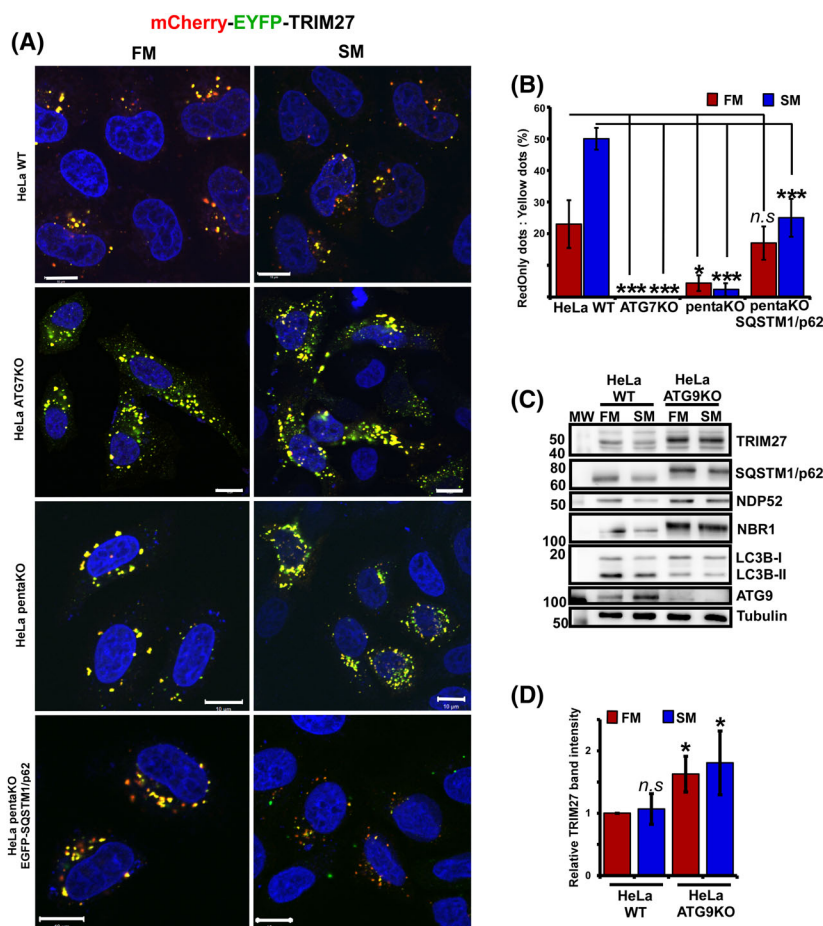 mCherry-EYFP-TRIM27
(A)
FM
SM
HeLa WT
HeLa ATG7KO
HeLa pentaKO
10 µm
10 µm
HeLa pentaKO
EGFP-SQSTM1/p62
(B)
FM
SM
RedOnly dots : Yellow dots (%)
60
50
40
30
20
10
0
*** *** * *** n.s ***
HeLa WT ATG7KO pentaKO pentaKO
SQSTM1/p62
(C)
HeLa
WT
HeLa
ATG9KO
MW FM SM FM SM
50
40
TRIM27
80
60
SQSTM1/p62
50
NDP52
100
NBR1
20
LC3B-I
LC3B-II
100
ATG9
50
Tubulin
(D)
FM
SM
Relative TRIM27 band intensity
2
1
0
n.s * *
HeLa
WT
HeLa
ATG9KO